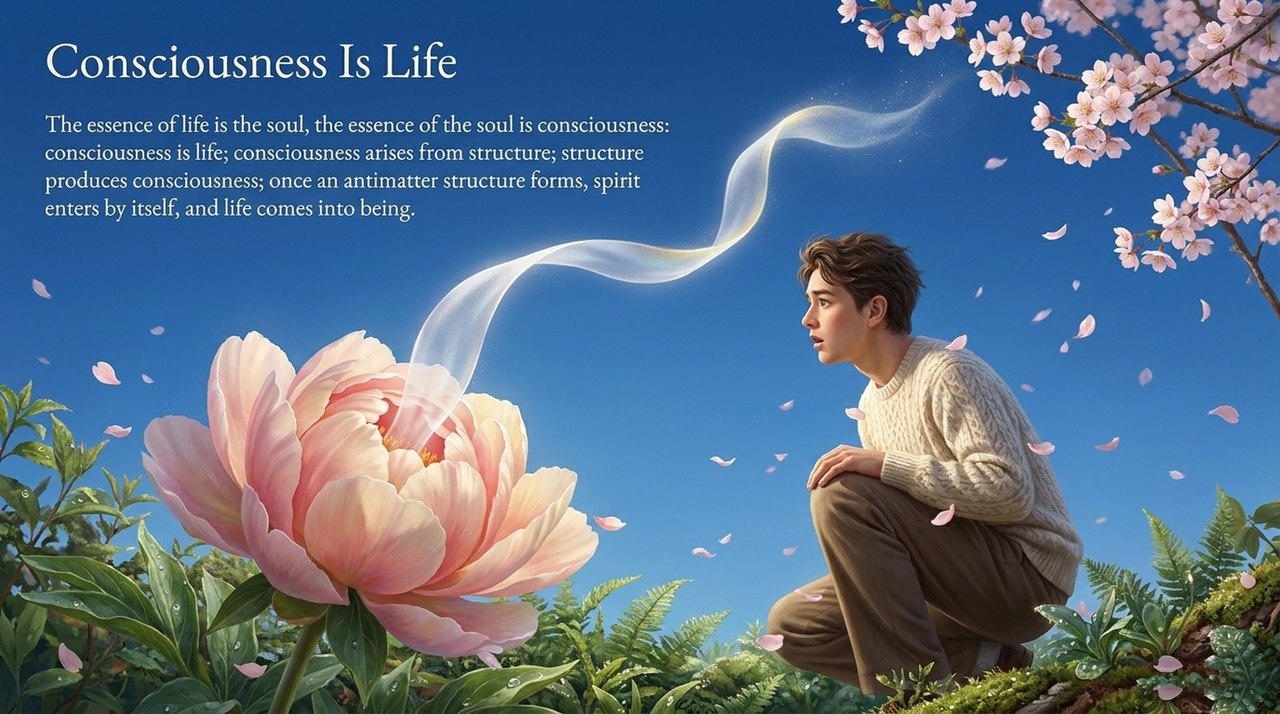 Consciousness Is Life
The essence of life is the soul, the essence of the soul is consciousness:
consciousness is life; consciousness arises from structure; structure
produces consciousness; once an antimatter structure forms, spirit
enters by itself, and life comes into being.